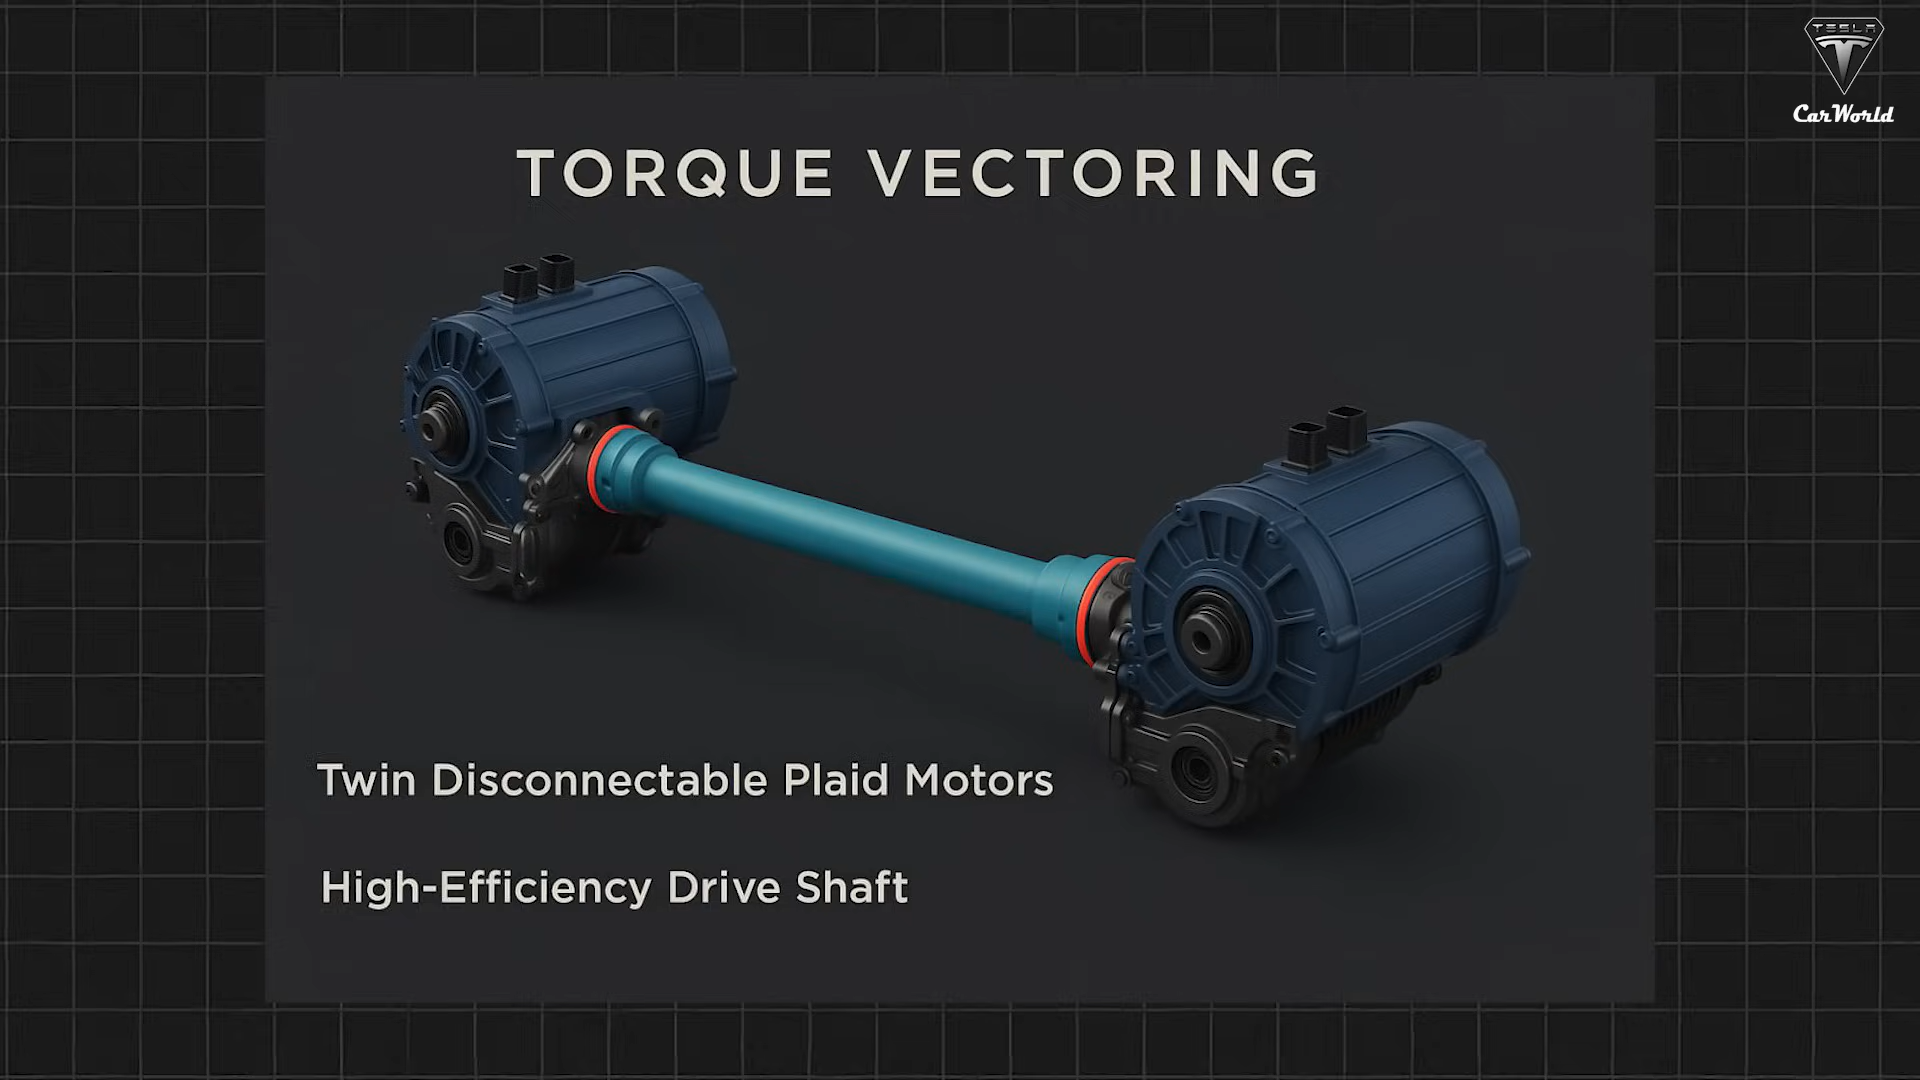 TESLA
CarWorld
TORQUE VECTORING
Twin Disconnectable Plaid Motors
High-Efficiency Drive Shaft